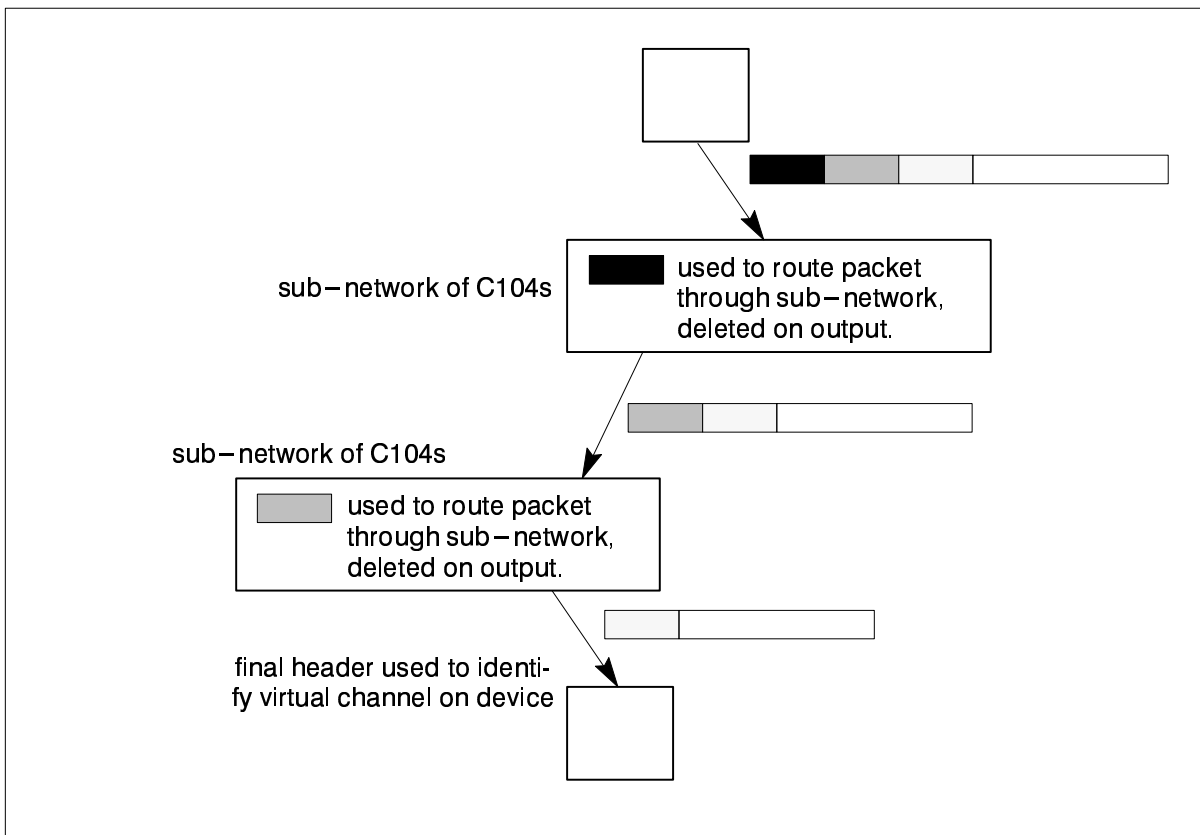 sub-network of C104s
used to route packet
through sub-network,
deleted on output.
sub-network of C104s
used to route packet
through sub-network,
deleted on output.
final header used to identi-
fy virtual channel on device